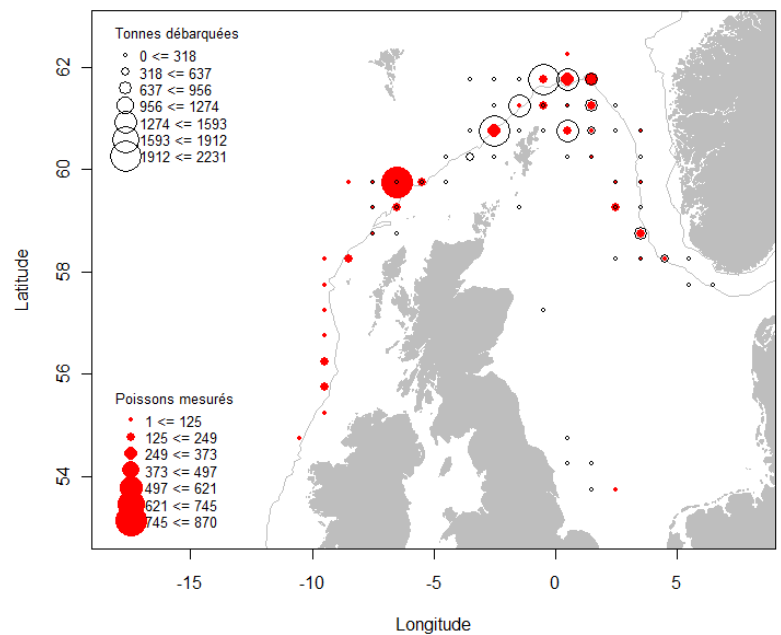 Tonnes débarquées
0 <= 318
318 <= 637
637 <= 956
956 <= 1274
1274 <= 1593
1593 <= 1912
1912 <= 2231
Poissons mesurés
1 <= 125
125 <= 249
249 <= 373
373 <= 497
497 <= 621
621 <= 745
745 <= 870
Latitude
62
60
58
56
54
-15
-10
-5
0
5
Longitude